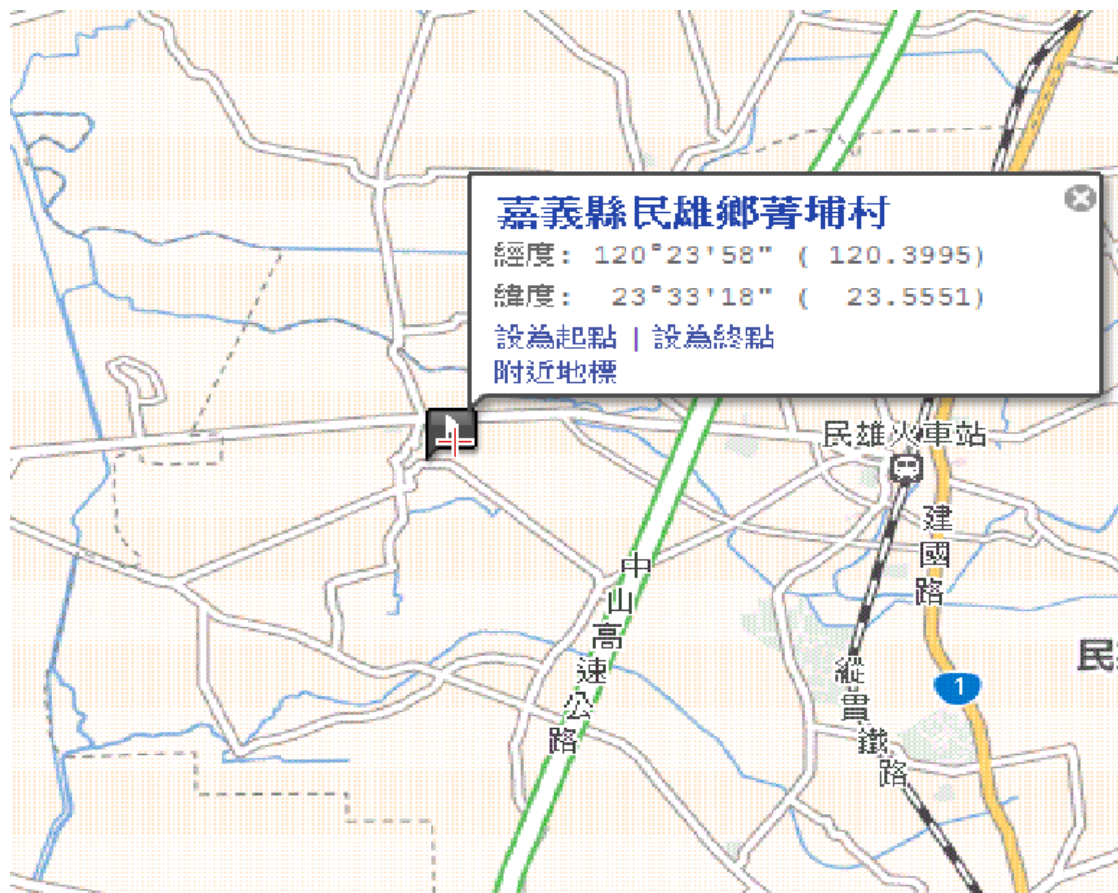 嘉義縣民雄鄉菁埔村
經度: 120°23'58" ( 120.3995)
緯度: 23°33'18" ( 23.5551)
設為起點 | 設為終點
附近地標
民雄火車站
建國路
中山高速公路
縱貫鐵路
1
民